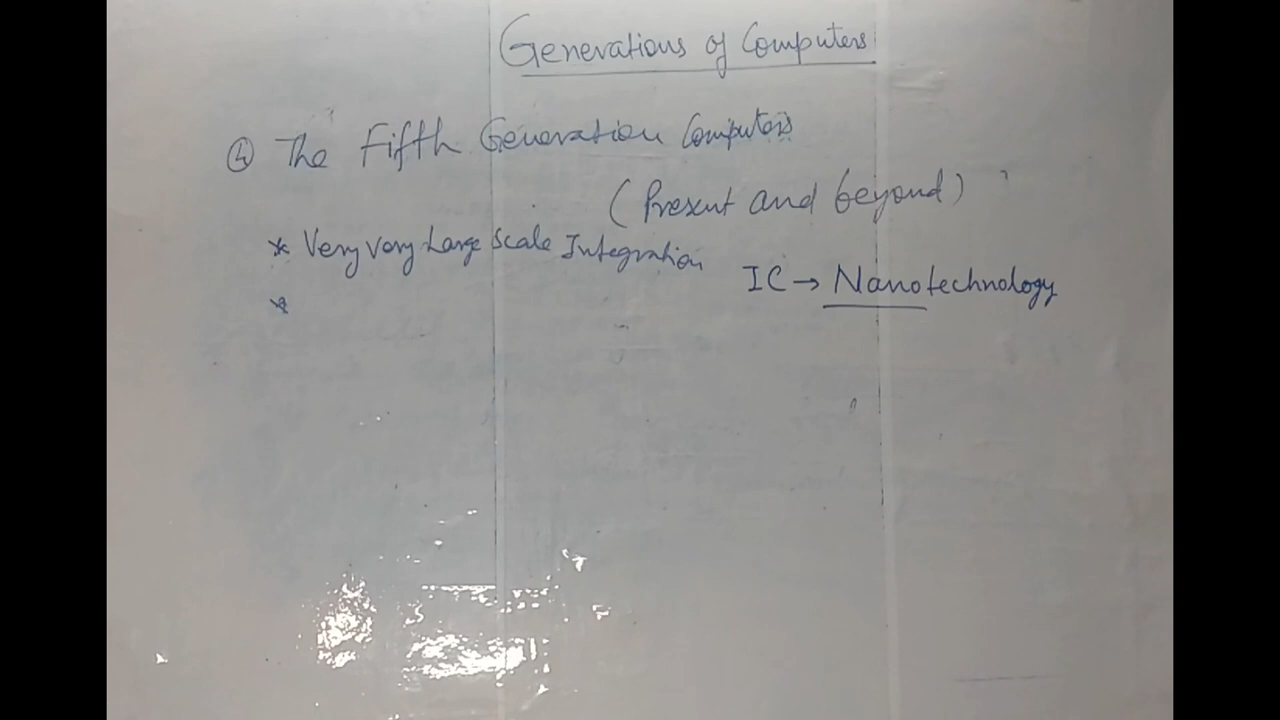 Generations of Computers
④ The Fifth Generation Computers
(Present and beyond)
* Very very Large Scale Integration
IC → Nanotechnology
*